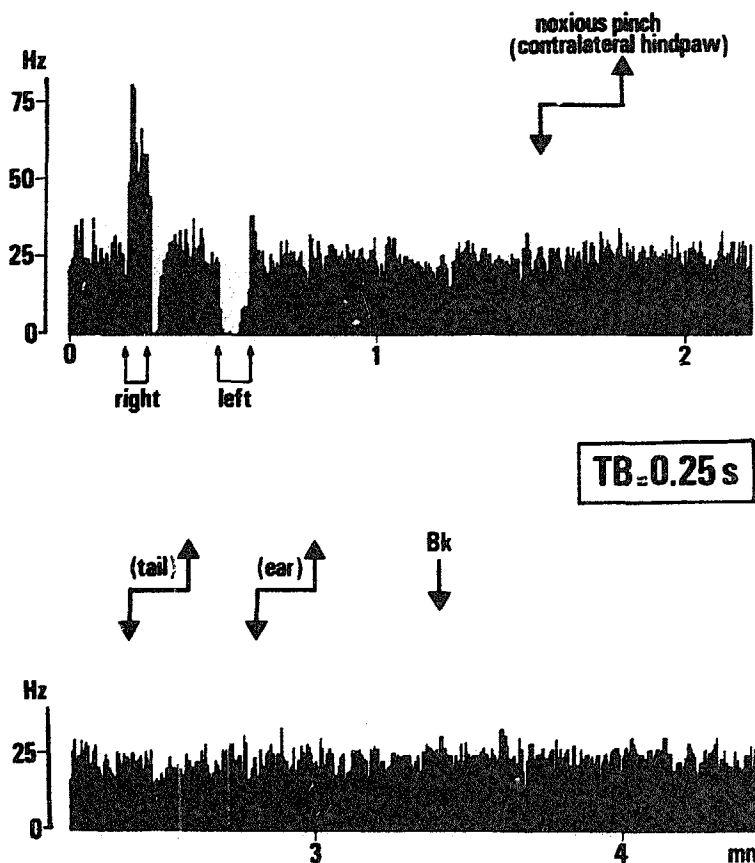 noxious pinch
(contralateral hindpaw)
Hz
75
50
25
0
0 1 2
right left
TB=0.25 s
(tail) (ear) Bk
Hz
25
0
3 4 mn